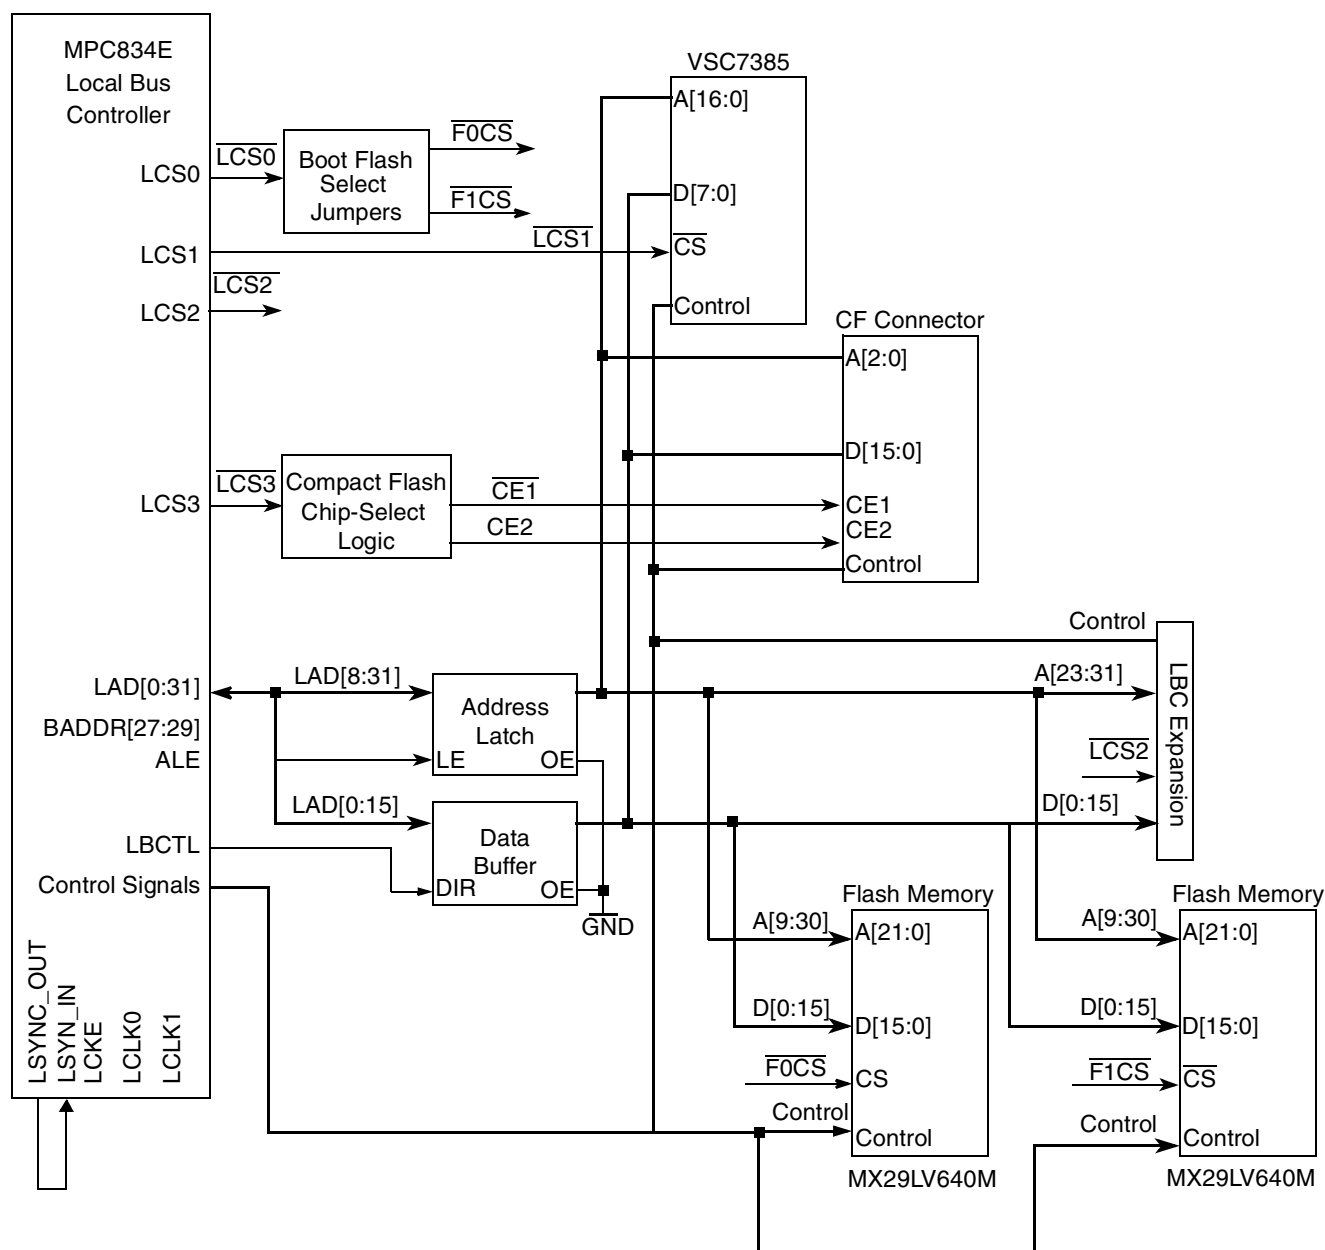 MPC834E
Local Bus
Controller
LCS0
LCS0
Boot Flash
Select
Jumpers
F0CS
F1CS
LCS1
LCS1
LCS2
LCS2
VSC7385
A[16:0]
D[7:0]
CS
Control
CF Connector
A[2:0]
D[15:0]
CE1
CE2
Control
LCS3
LCS3
Compact Flash
Chip-Select
Logic
CE1
CE2
LAD[0:31]
BADDR[27:29]
ALE
LBCTL
Control Signals
LAD[8:31]
Address
Latch
LE
OE
LAD[0:15]
Data
Buffer
DIR
OE
GND
Control
A[23:31]
LCS2
D[0:15]
LBC Expansion
Flash Memory
A[9:30]
A[21:0]
D[0:15]
D[15:0]
F0CS
CS
Control
Control
MX29LV640M
Flash Memory
A[9:30]
A[21:0]
D[0:15]
D[15:0]
F1CS
CS
Control
Control
MX29LV640M
LSYNC_OUT
LSYN_IN
LCKE
LCLK0
LCLK1